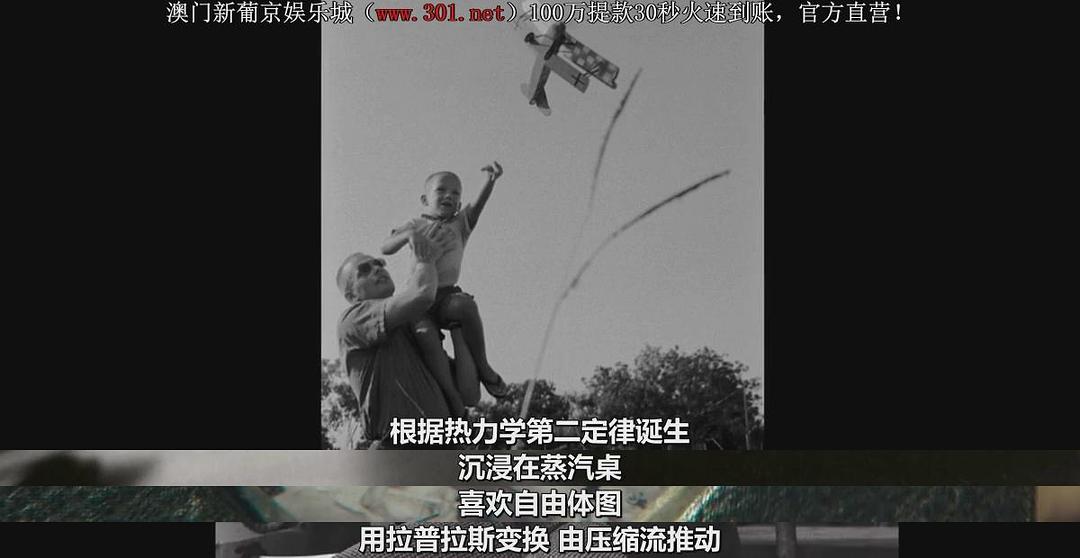 澳门新葡京娱乐城（www.301.net）100万提款30秒火速到账，官方直营！
根据热力学第二定律诞生
沉浸在蒸汽桌
喜欢自由体图
用拉普拉斯变换 由压缩流推动